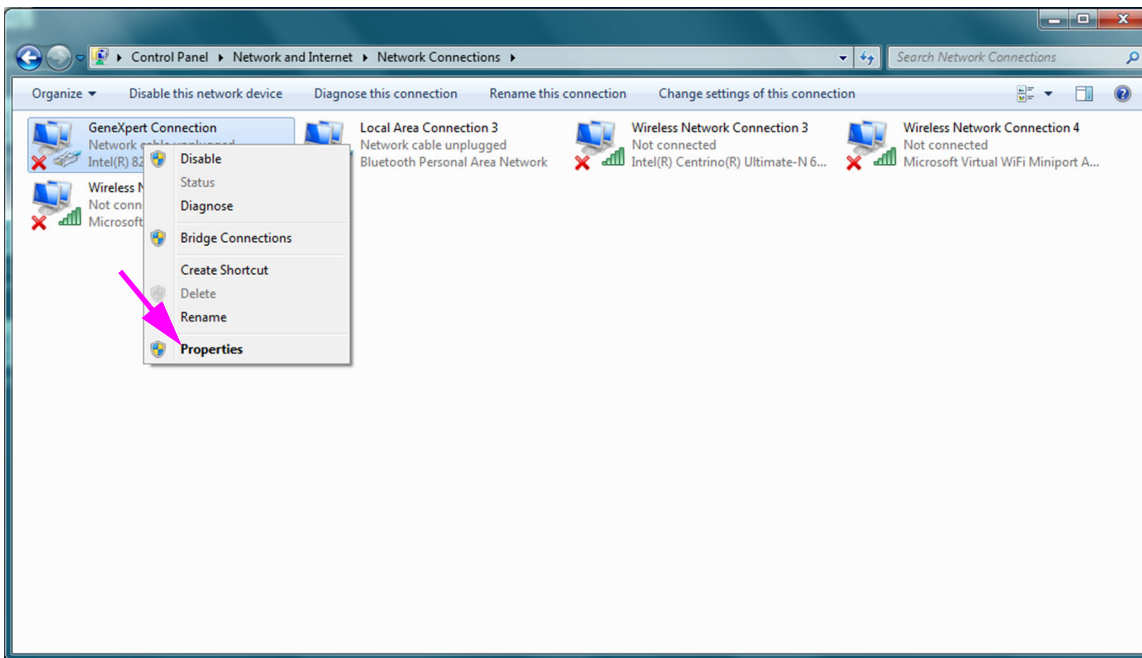 Control Panel Network and Internet Network Connections
Search Network Connections
Organize Disable this network device Diagnose this connection Rename this connection Change settings of this connection
GeneXpert Connection
Network cable unplugged
Intel(R) 82
Local Area Connection 3
Network cable unplugged
Bluetooth Personal Area Network
Wireless Network Connection 3
Not connected
Intel(R) Centrino(R) Ultimate-N 6...
Wireless Network Connection 4
Not connected
Microsoft Virtual WiFi Miniport A...
Wireless N
Not conn
Microsoft
Disable
Status
Diagnose
Bridge Connections
Create Shortcut
Delete
Rename
Properties